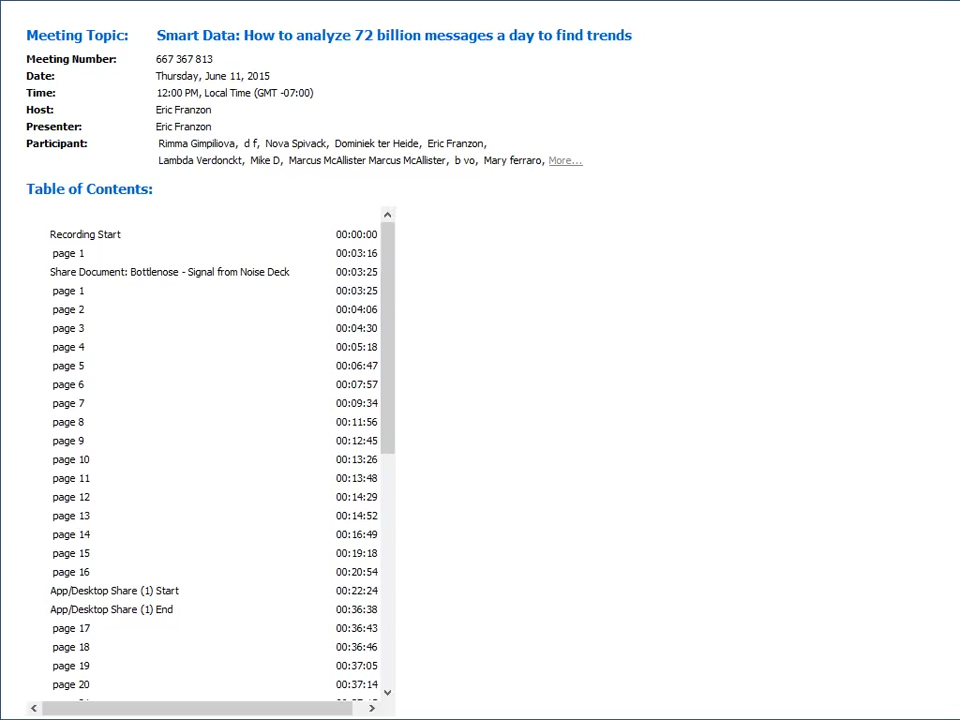 Meeting Topic: Smart Data: How to analyze 72 billion messages a day to find trends
Meeting Number: 667 367 813
Date: Thursday, June 11, 2015
Time: 12:00 PM, Local Time (GMT -07:00)
Host: Eric Franzon
Presenter: Eric Franzon
Participant: Rimma Gimpiliova, d f, Nova Spivack, Dominiek ter Heide, Eric Franzon,
Lambda Verdonckt, Mike D, Marcus McAllister Marcus McAllister, b vo, Mary ferraro, More...
Table of Contents:
Recording Start 00:00:00
page 1 00:03:16
Share Document: Bottlenose - Signal from Noise Deck 00:03:25
page 1 00:03:25
page 2 00:04:06
page 3 00:04:30
page 4 00:05:18
page 5 00:06:47
page 6 00:07:57
page 7 00:09:34
page 8 00:11:56
page 9 00:12:45
page 10 00:13:26
page 11 00:13:48
page 12 00:14:29
page 13 00:14:52
page 14 00:16:49
page 15 00:19:18
page 16 00:20:54
App/Desktop Share (1) Start 00:22:24
App/Desktop Share (1) End 00:36:38
page 17 00:36:43
page 18 00:36:46
page 19 00:37:05
page 20 00:37:14